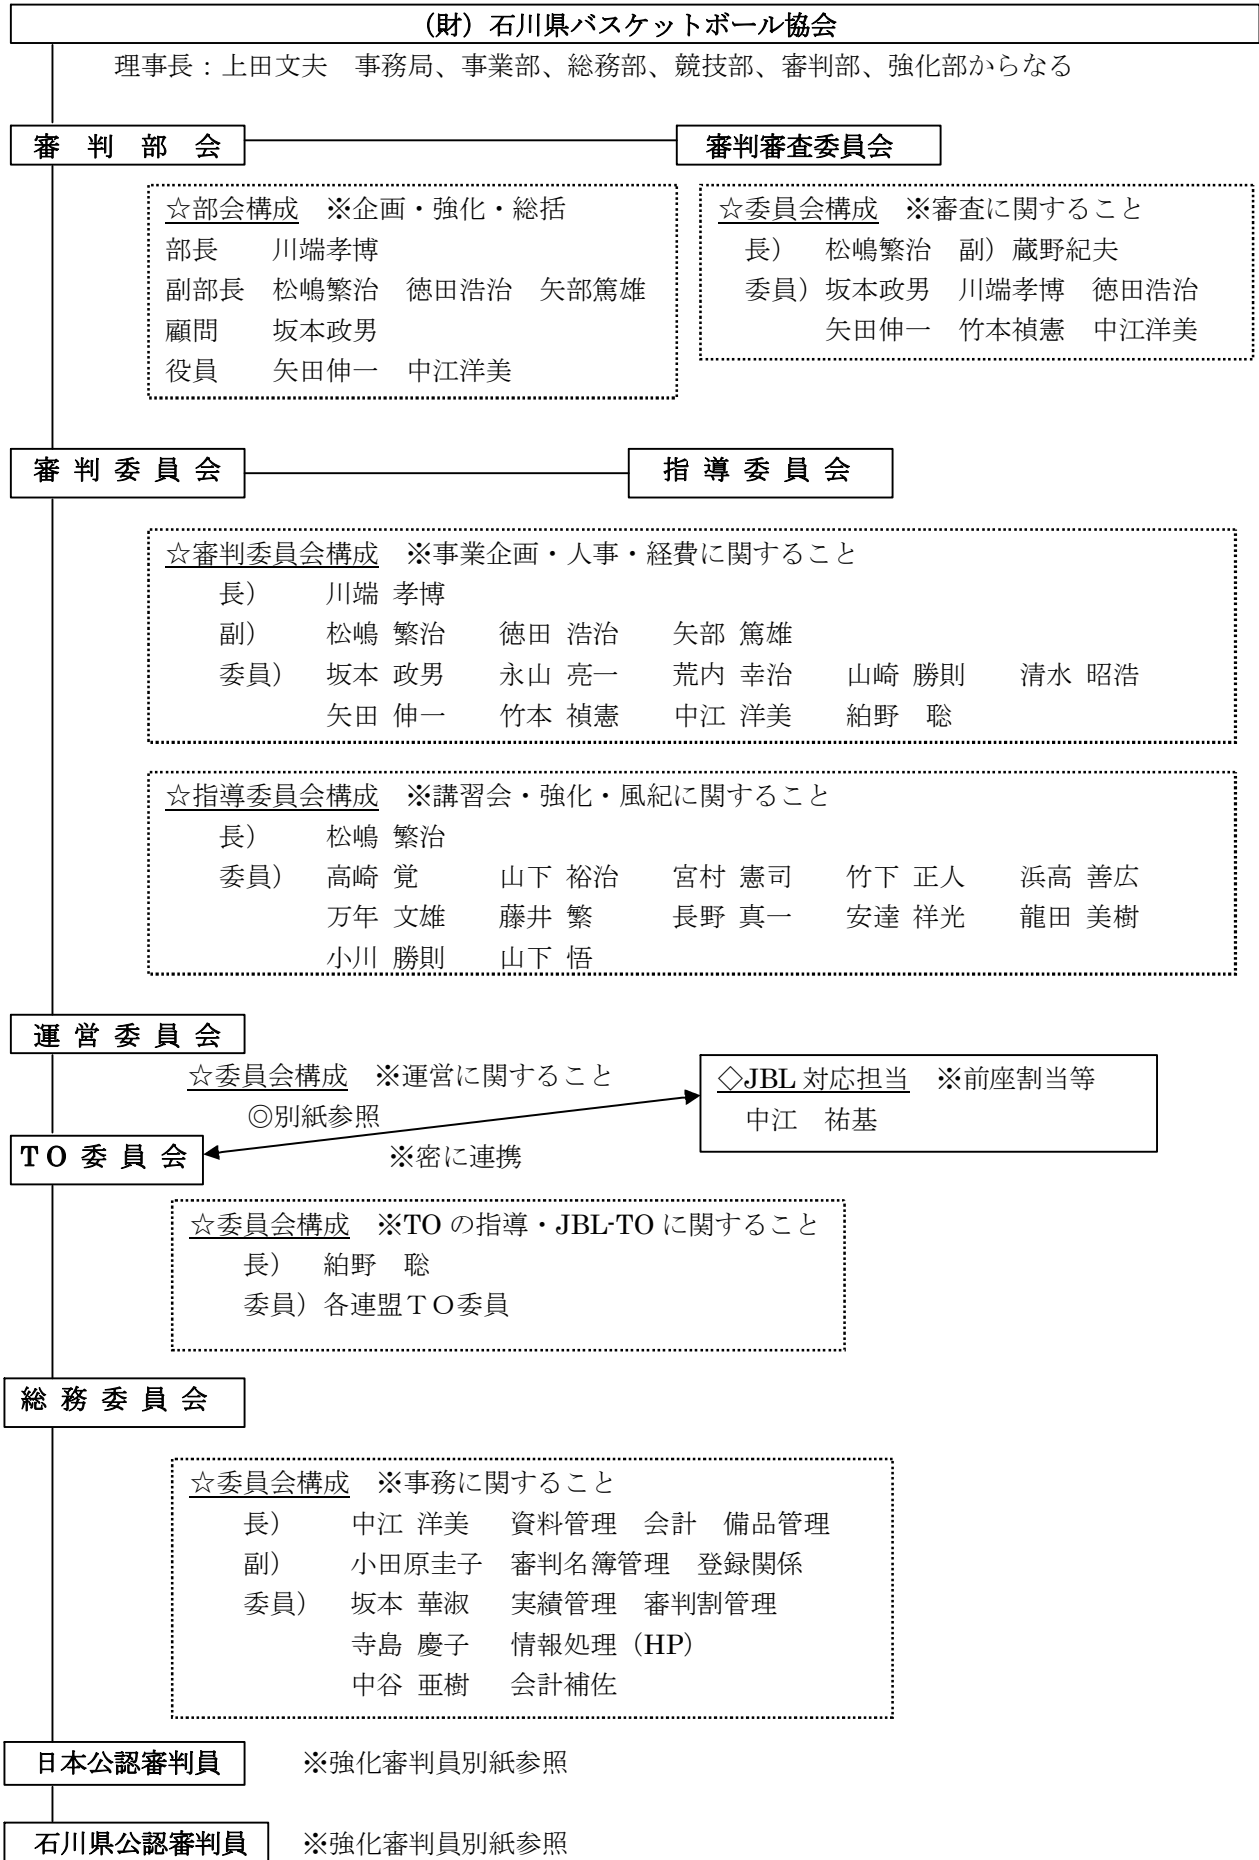 (財) 石川県バスケットボール協会
理事長：上田文夫　事務局、事業部、総務部、競技部、審判部、強化部からなる
審　判　部　会
審判審査委員会
☆部会構成　※企画・強化・総括
部長　　川端孝博
副部長　松嶋繁治　徳田浩治　矢部篤雄
顧問　　坂本政男
役員　　矢田伸一　中江洋美
☆委員会構成　※審査に関すること
長）　松嶋繁治　副）蔵野紀夫
委員）坂本政男　川端孝博　徳田浩治
矢田伸一　竹本禎憲　中江洋美
審 判 委 員 会
指 導 委 員 会
☆審判委員会構成　※事業企画・人事・経費に関すること
長）　川端 孝博
副）　松嶋 繁治　徳田 浩治　矢部 篤雄
委員）　坂本 政男　永山 亮一　荒内 幸治　山崎 勝則　清水 昭浩
矢田 伸一　竹本 禎憲　中江 洋美　紺野　聡
☆指導委員会構成　※講習会・強化・風紀に関すること
長）　松嶋 繁治
委員）　高崎 覚　山下 裕治　宮村 憲司　竹下 正人　浜高 善広
万年 文雄　藤井 繁　長野 真一　安達 祥光　龍田 美樹
小川 勝則　山下 悟
運 営 委 員 会
☆委員会構成　※運営に関すること
◎別紙参照
◇JBL 対応担当　※前座割当等
中江　祐基
ＴＯ 委 員 会
※密に連携
☆委員会構成　※TO の指導・JBL-TO に関すること
長）　紺野　聡
委員）各連盟ＴＯ委員
総 務 委 員 会
☆委員会構成　※事務に関すること
長）　中江 洋美　資料管理　会計　備品管理
副）　小田原圭子　審判名簿管理　登録関係
委員）　坂本 華淑　実績管理　審判割管理
寺島 慶子　情報処理（HP）
中谷 亜樹　会計補佐
日本公認審判員　※強化審判員別紙参照
石川県公認審判員　※強化審判員別紙参照